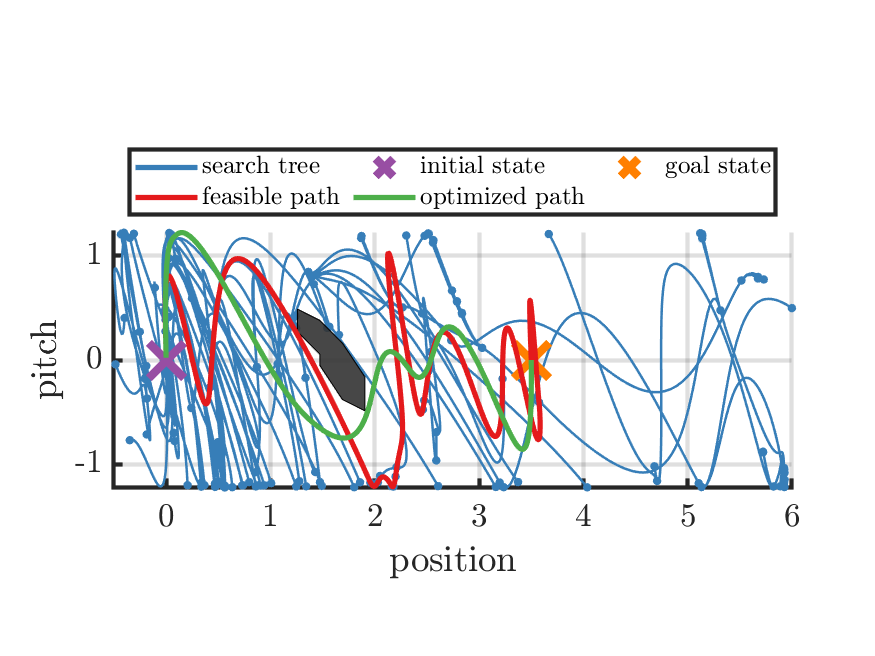 search tree initial state goal state
feasible path optimized path
1
0
-1
pitch
0 1 2 3 4 5 6
position